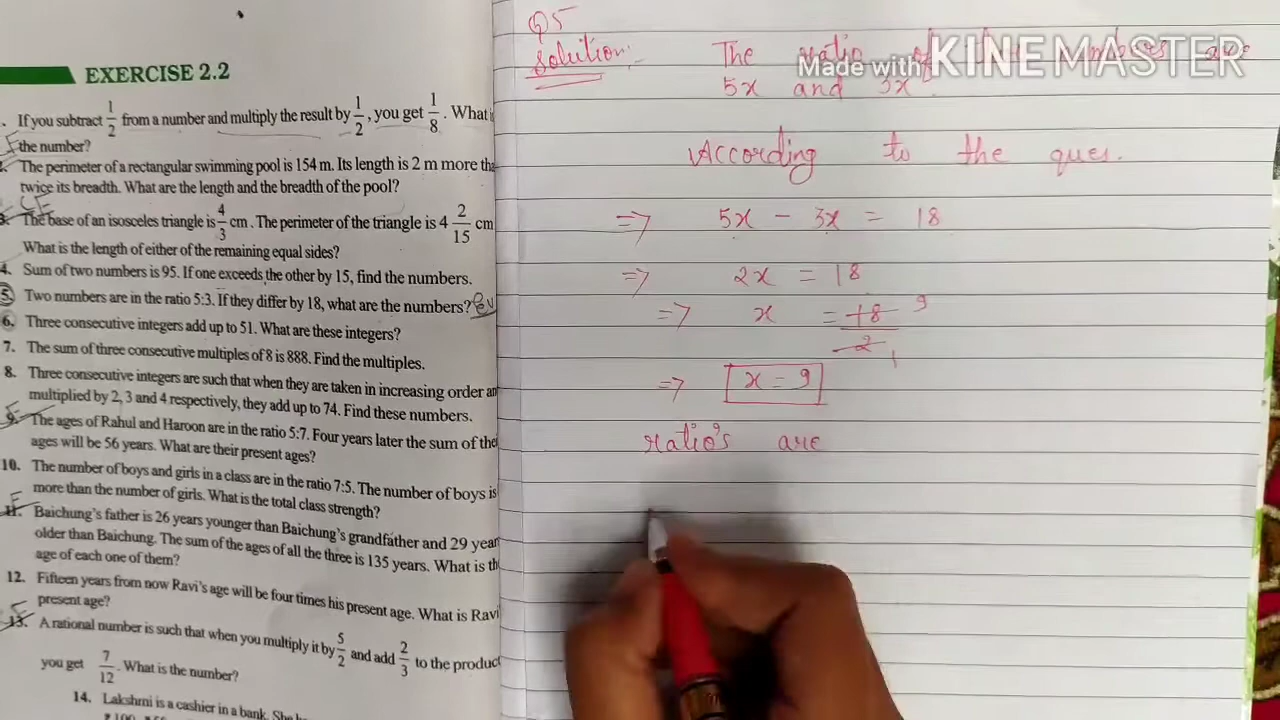 EXERCISE 2.2
. If you subtract 1/2 from a number and multiply the result by 1/2, you get 1/8. What i
the number?
The perimeter of a rectangular swimming pool is 154 m. Its length is 2 m more tha
twice its breadth. What are the length and the breadth of the pool?
3. The base of an isosceles triangle is 4/3 cm. The perimeter of the triangle is 4 2/15 cm
What is the length of either of the remaining equal sides?
4. Sum of two numbers is 95. If one exceeds the other by 15, find the numbers.
5. Two numbers are in the ratio 5:3. If they differ by 18, what are the numbers?
6. Three consecutive integers add up to 51. What are these integers?
7. The sum of three consecutive multiples of 8 is 888. Find the multiples.
8. Three consecutive integers are such that when they are taken in increasing order an
multiplied by 2, 3 and 4 respectively, they add up to 74. Find these numbers.
9. The ages of Rahul and Haroon are in the ratio 5:7. Four years later the sum of the
ages will be 56 years. What are their present ages?
10. The number of boys and girls in a class are in the ratio 7:5. The number of boys is
more than the number of girls. What is the total class strength?
11. Baichung's father is 26 years younger than Baichung's grandfather and 29 year
older than Baichung. The sum of the ages of all the three is 135 years. What is th
age of each one of them?
12. Fifteen years from now Ravi's age will be four times his present age. What is Ravi
present age?
13. A rational number is such that when you multiply it by 5/2 and add 2/3 to the produc
you get 7/12. What is the number?
14. Lakshmi is a cashier in a bank. She
Q5
Solution:- The ratio of numbers are
5x and 3x
Made with KINEMASTER
According to the ques.
=> 5x - 3x = 18
=> 2x = 18
=> x = 18/2 9 1
=> x = 9
ratio's are